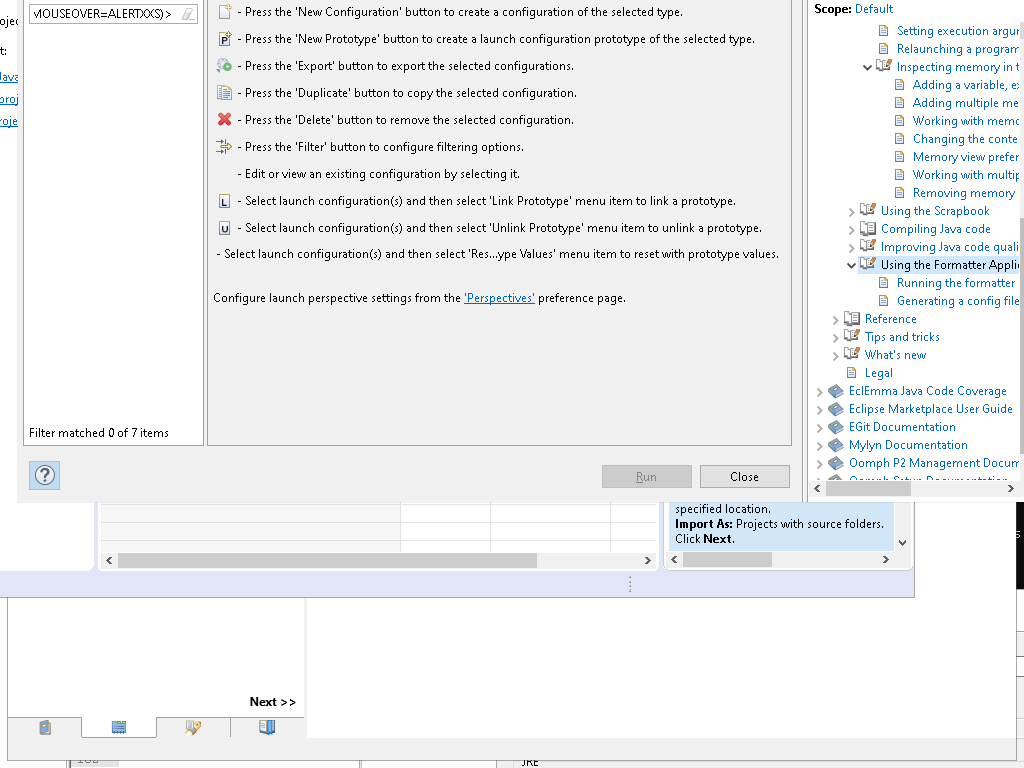 MOUSEOVER=ALERTXXS)>
- Press the 'New Configuration' button to create a configuration of the selected type.
- Press the 'New Prototype' button to create a launch configuration prototype of the selected type.
- Press the 'Export' button to export the selected configurations.
- Press the 'Duplicate' button to copy the selected configuration.
- Press the 'Delete' button to remove the selected configuration.
- Press the 'Filter' button to configure filtering options.
- Edit or view an existing configuration by selecting it.
- Select launch configuration(s) and then select 'Link Prototype' menu item to link a prototype.
- Select launch configuration(s) and then select 'Unlink Prototype' menu item to unlink a prototype.
- Select launch configuration(s) and then select 'Res...ype Values' menu item to reset with prototype values.
Configure launch perspective settings from the 'Perspectives' preference page.
Filter matched 0 of 7 items
Run
Close
Scope: Default
Setting execution argur
Relaunching a program
Inspecting memory in t
Adding a variable, ex
Adding multiple me
Working with memo
Changing the conte
Memory view prefer
Working with multip
Removing memory
Using the Scrapbook
Compiling Java code
Improving Java code quali
Using the Formatter Appli
Running the formatter
Generating a config file
Reference
Tips and tricks
What's new
Legal
EclEmma Java Code Coverage
Eclipse Marketplace User Guide
EGit Documentation
Mylyn Documentation
Oomph P2 Management Docum
Oomph Setup Documentation
specified location.
Import As: Projects with source folders.
Click Next.
Next >>
JRE